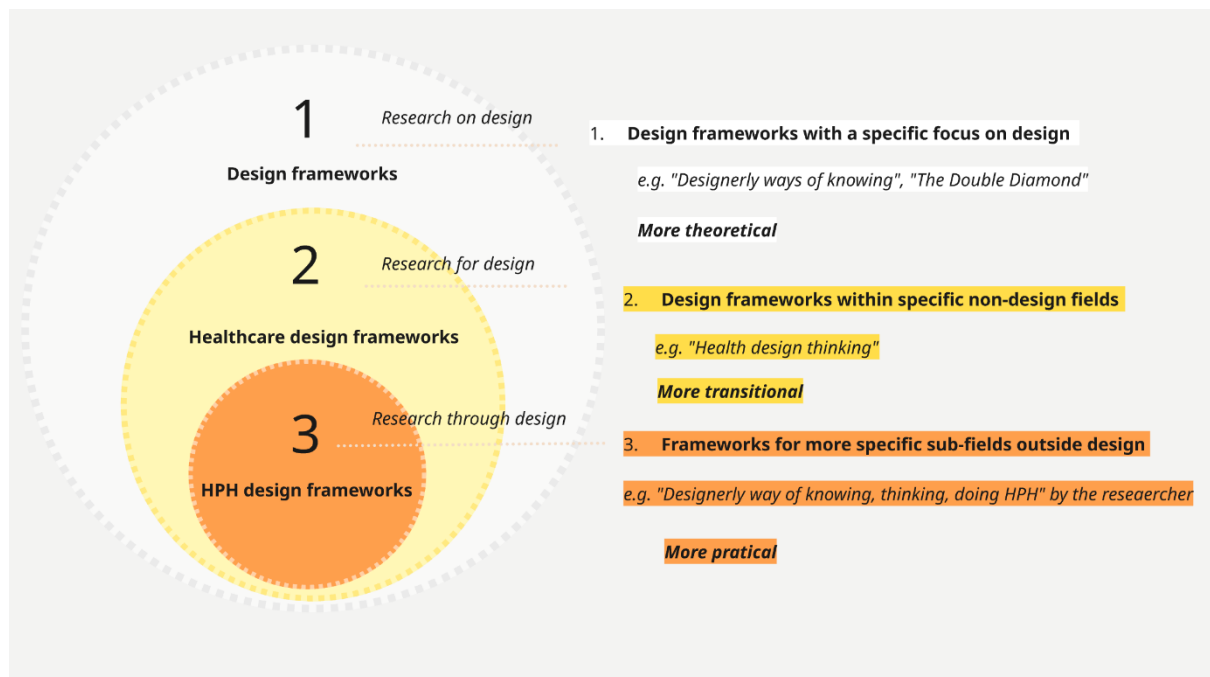 1
Research on design
Design frameworks
2
Research for design
Healthcare design frameworks
3
Research through design
HPH design frameworks
1. Design frameworks with a specific focus on design
e.g. "Designerly ways of knowing", "The Double Diamond"
More theoretical
2. Design frameworks within specific non-design fields
e.g. "Health design thinking"
More transitional
3. Frameworks for more specific sub-fields outside design
e.g. "Designerly way of knowing, thinking, doing HPH" by the reseaercher
More pratical